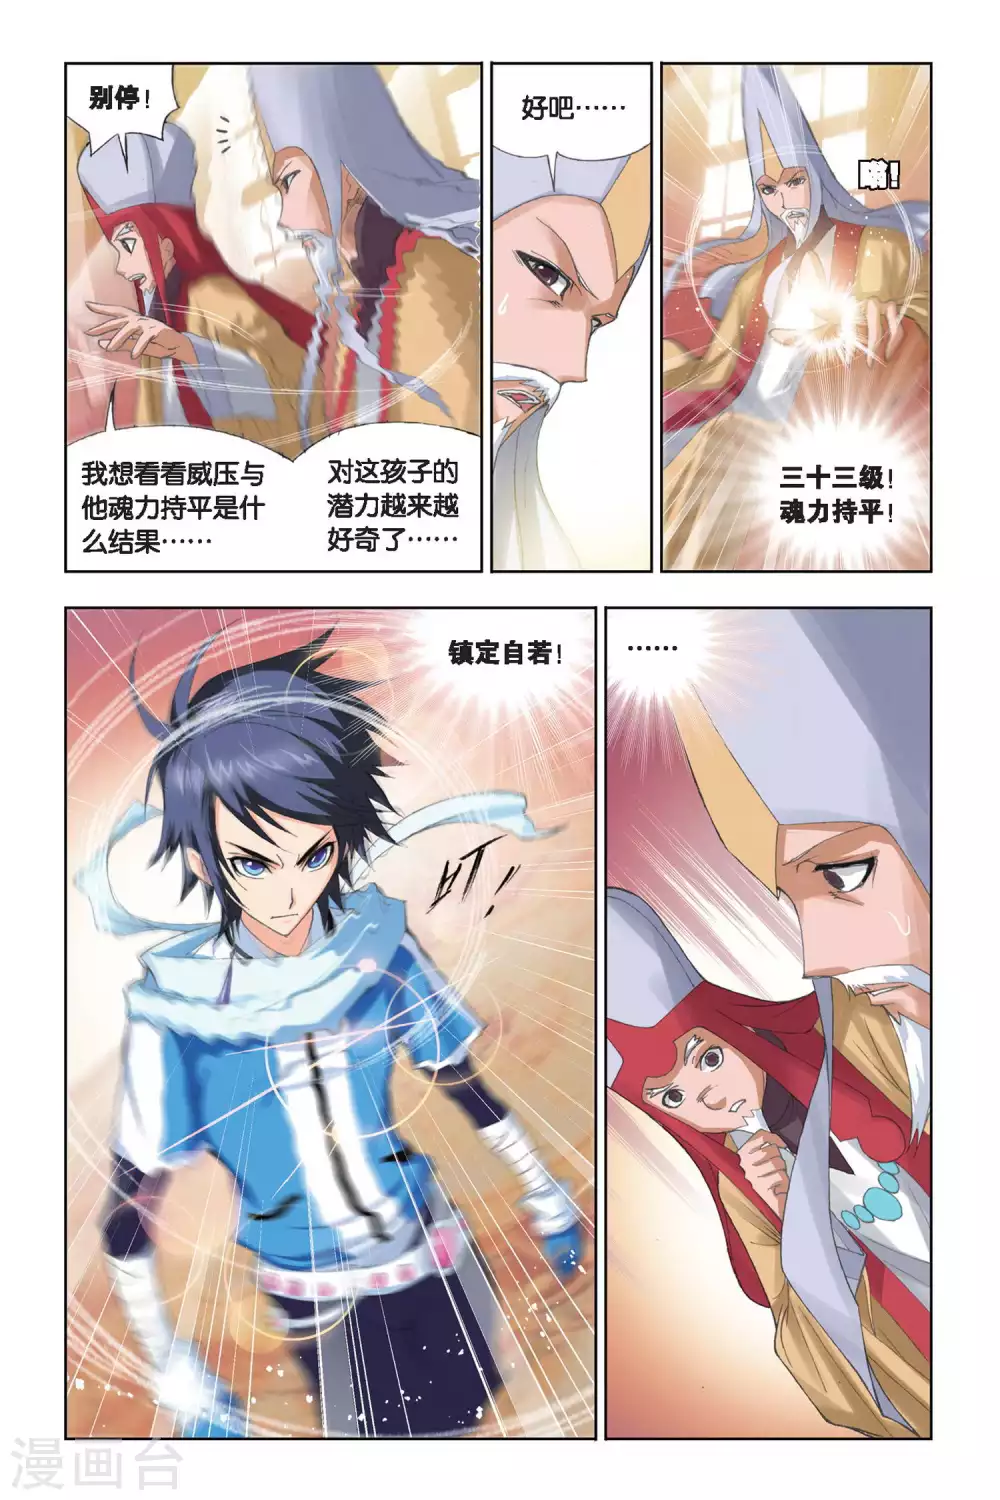 别停！
我想看看威压与
他魂力持平是什
么结果……
对这孩子的
潜力越来越
好奇了……
好吧……
三十三级！
魂力持平！
镇定自若！
叮！
……
漫画台